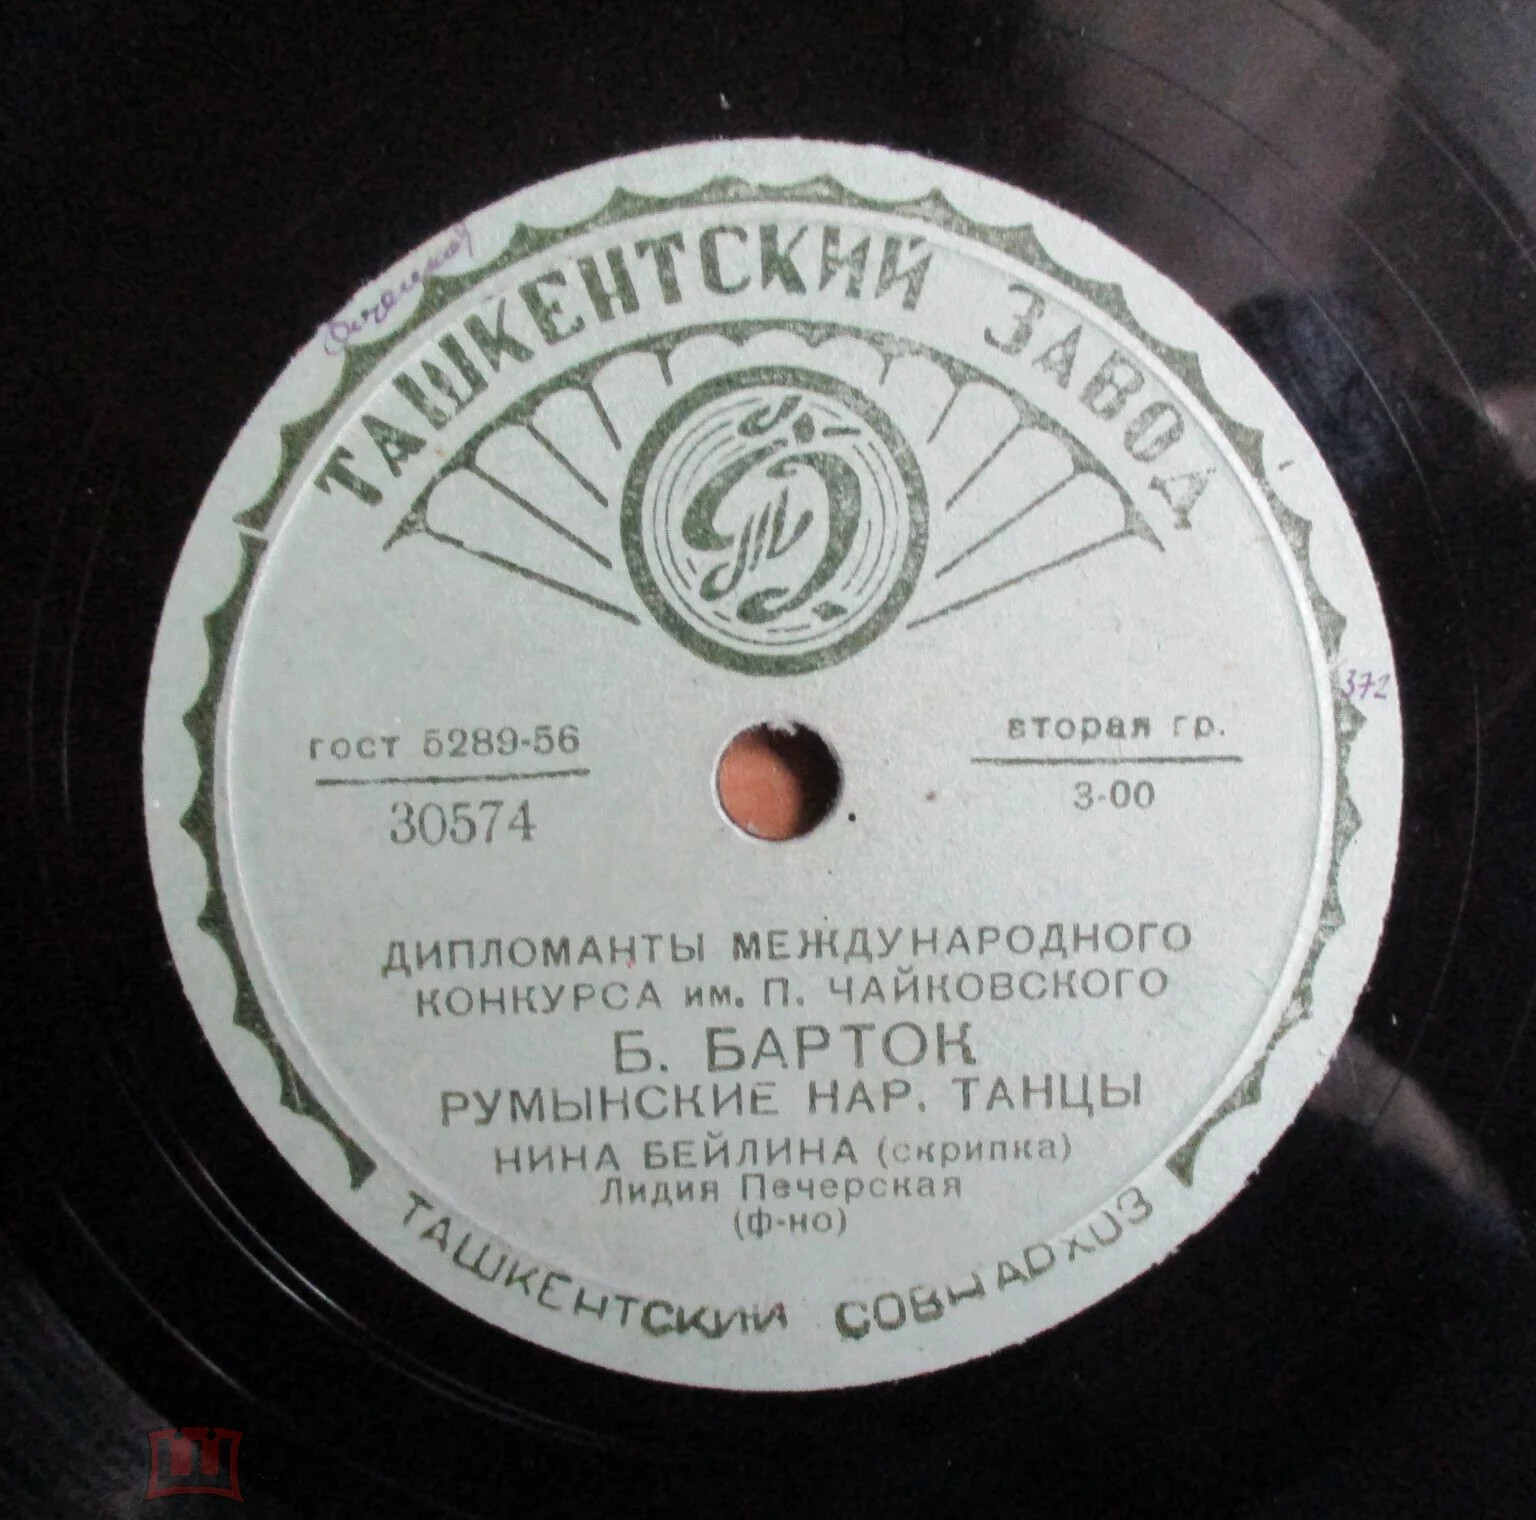 ТАШКЕНТСКИЙ ЗАВОД
гост 5289-56
30574
вторая гр.
3-00
372
ДИПЛОМАНТЫ МЕЖДУНАРОДНОГО
КОНКУРСА им. П. ЧАЙКОВСКОГО
Б. БАРТОК
РУМЫНСКИЕ НАР. ТАНЦЫ
НИНА БЕЙЛИНА (скрипка)
Лидия Печерская
(ф-но)
ТАШКЕНТСКИЙ СОВНАРХОЗ